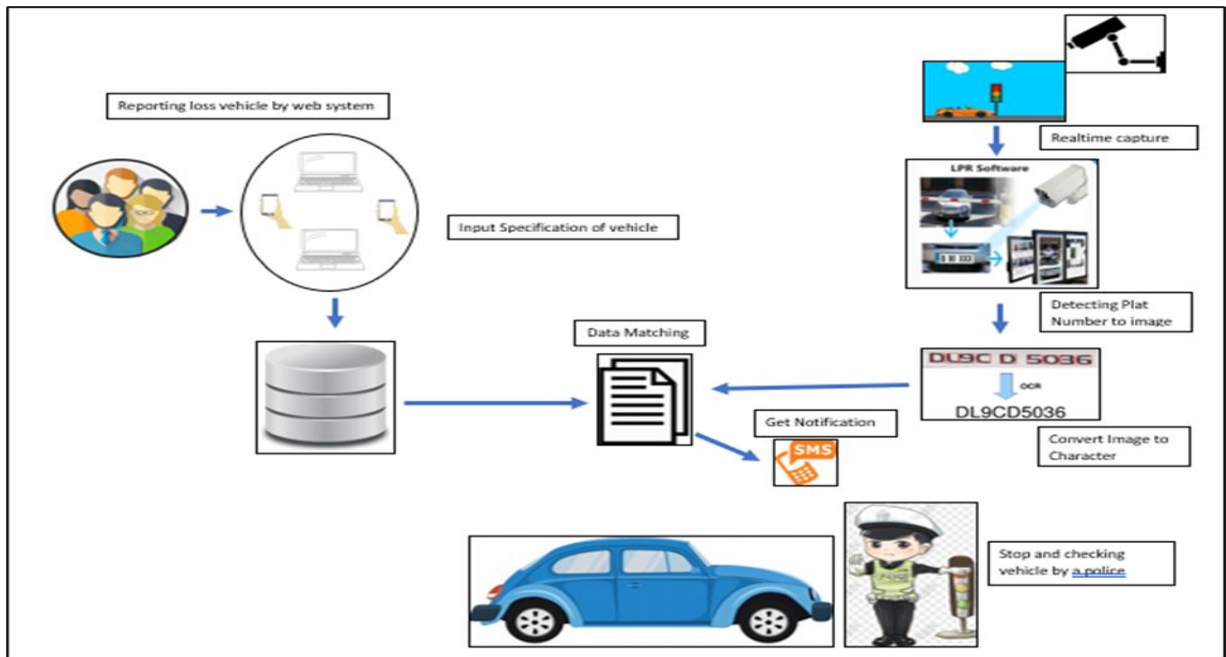 Reporting loss vehicle by web system
Realtime capture
LPR Software
Input Specification of vehicle
Detecting Plat
Number to image
Data Matching
DL9C D 5036
OCR
DL9CD5036
Get Notification
SMS
Convert Image to
Character
Stop and checking
vehicle by a.police